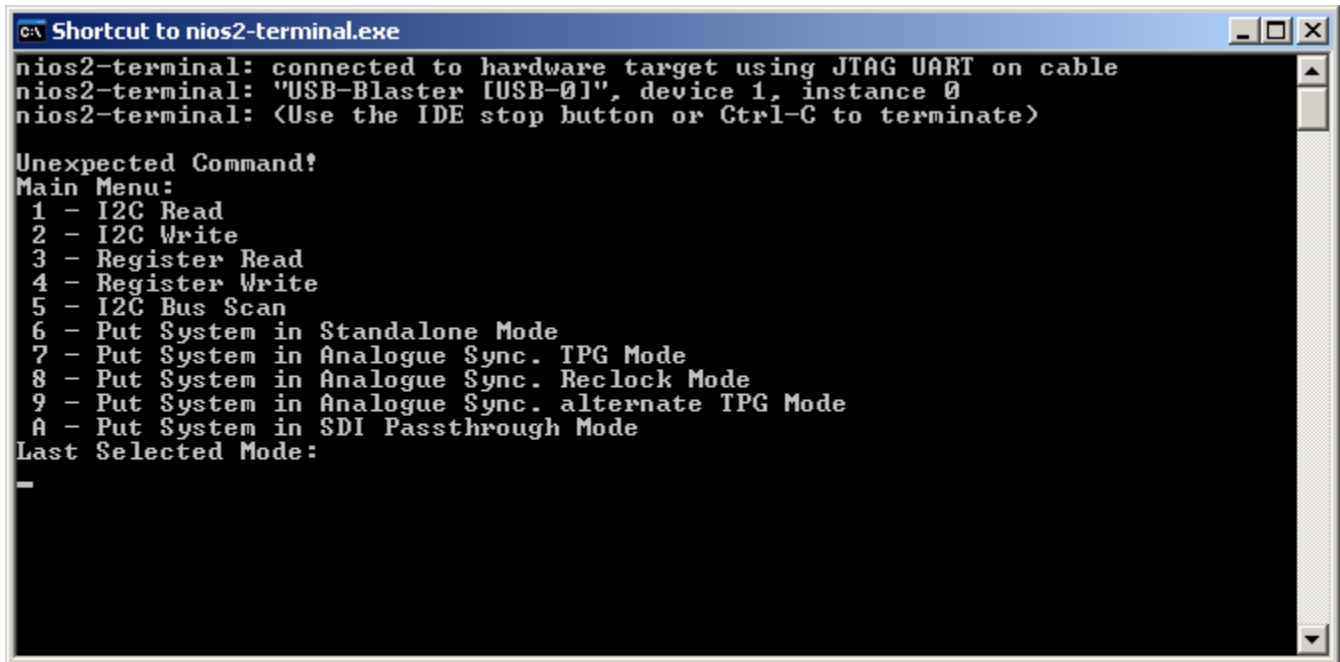 Shortcut to nios2-terminal.exe
nios2-terminal: connected to hardware target using JTAG UART on cable
nios2-terminal: "USB-Blaster [USB-0]", device 1, instance 0
nios2-terminal: (Use the IDE stop button or Ctrl-C to terminate)
Unexpected Command!
Main Menu:
1 - I2C Read
2 - I2C Write
3 - Register Read
4 - Register Write
5 - I2C Bus Scan
6 - Put System in Standalone Mode
7 - Put System in Analogue Sync. TPG Mode
8 - Put System in Analogue Sync. Reclock Mode
9 - Put System in Analogue Sync. alternate TPG Mode
A - Put System in SDI Passthrough Mode
Last Selected Mode: